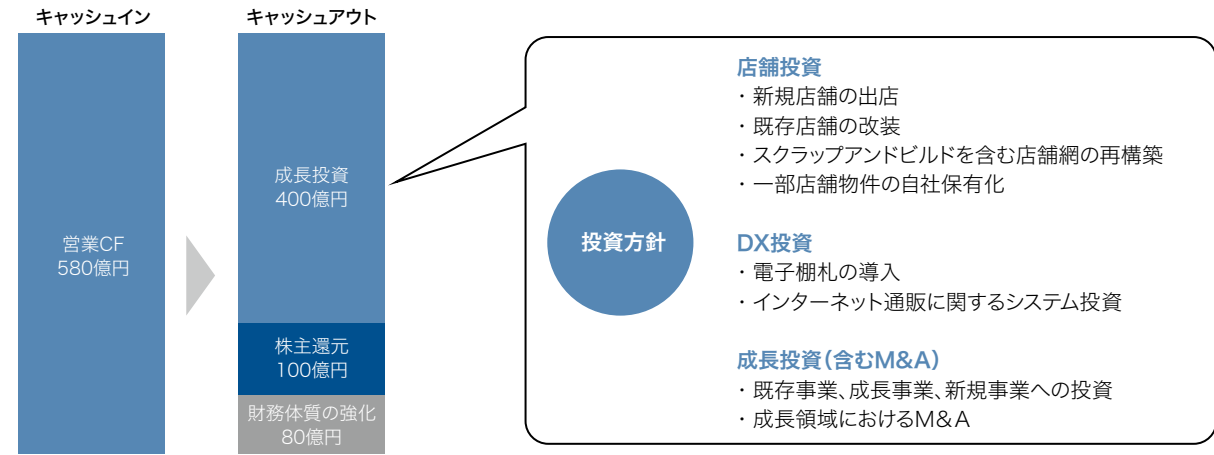 キャッシュイン
キャッシュアウト
営業CF
580億円
成長投資
400億円
株主還元
100億円
財務体質の強化
80億円
投資方針
店舗投資
・新規店舗の出店
・既存店舗の改装
・スクラップアンドビルドを含む店舗網の再構築
・一部店舗物件の自社保有化
DX投資
・電子棚札の導入
・インターネット通販に関するシステム投資
成長投資(含むM&A)
・既存事業、成長事業、新規事業への投資
・成長領域におけるM&A